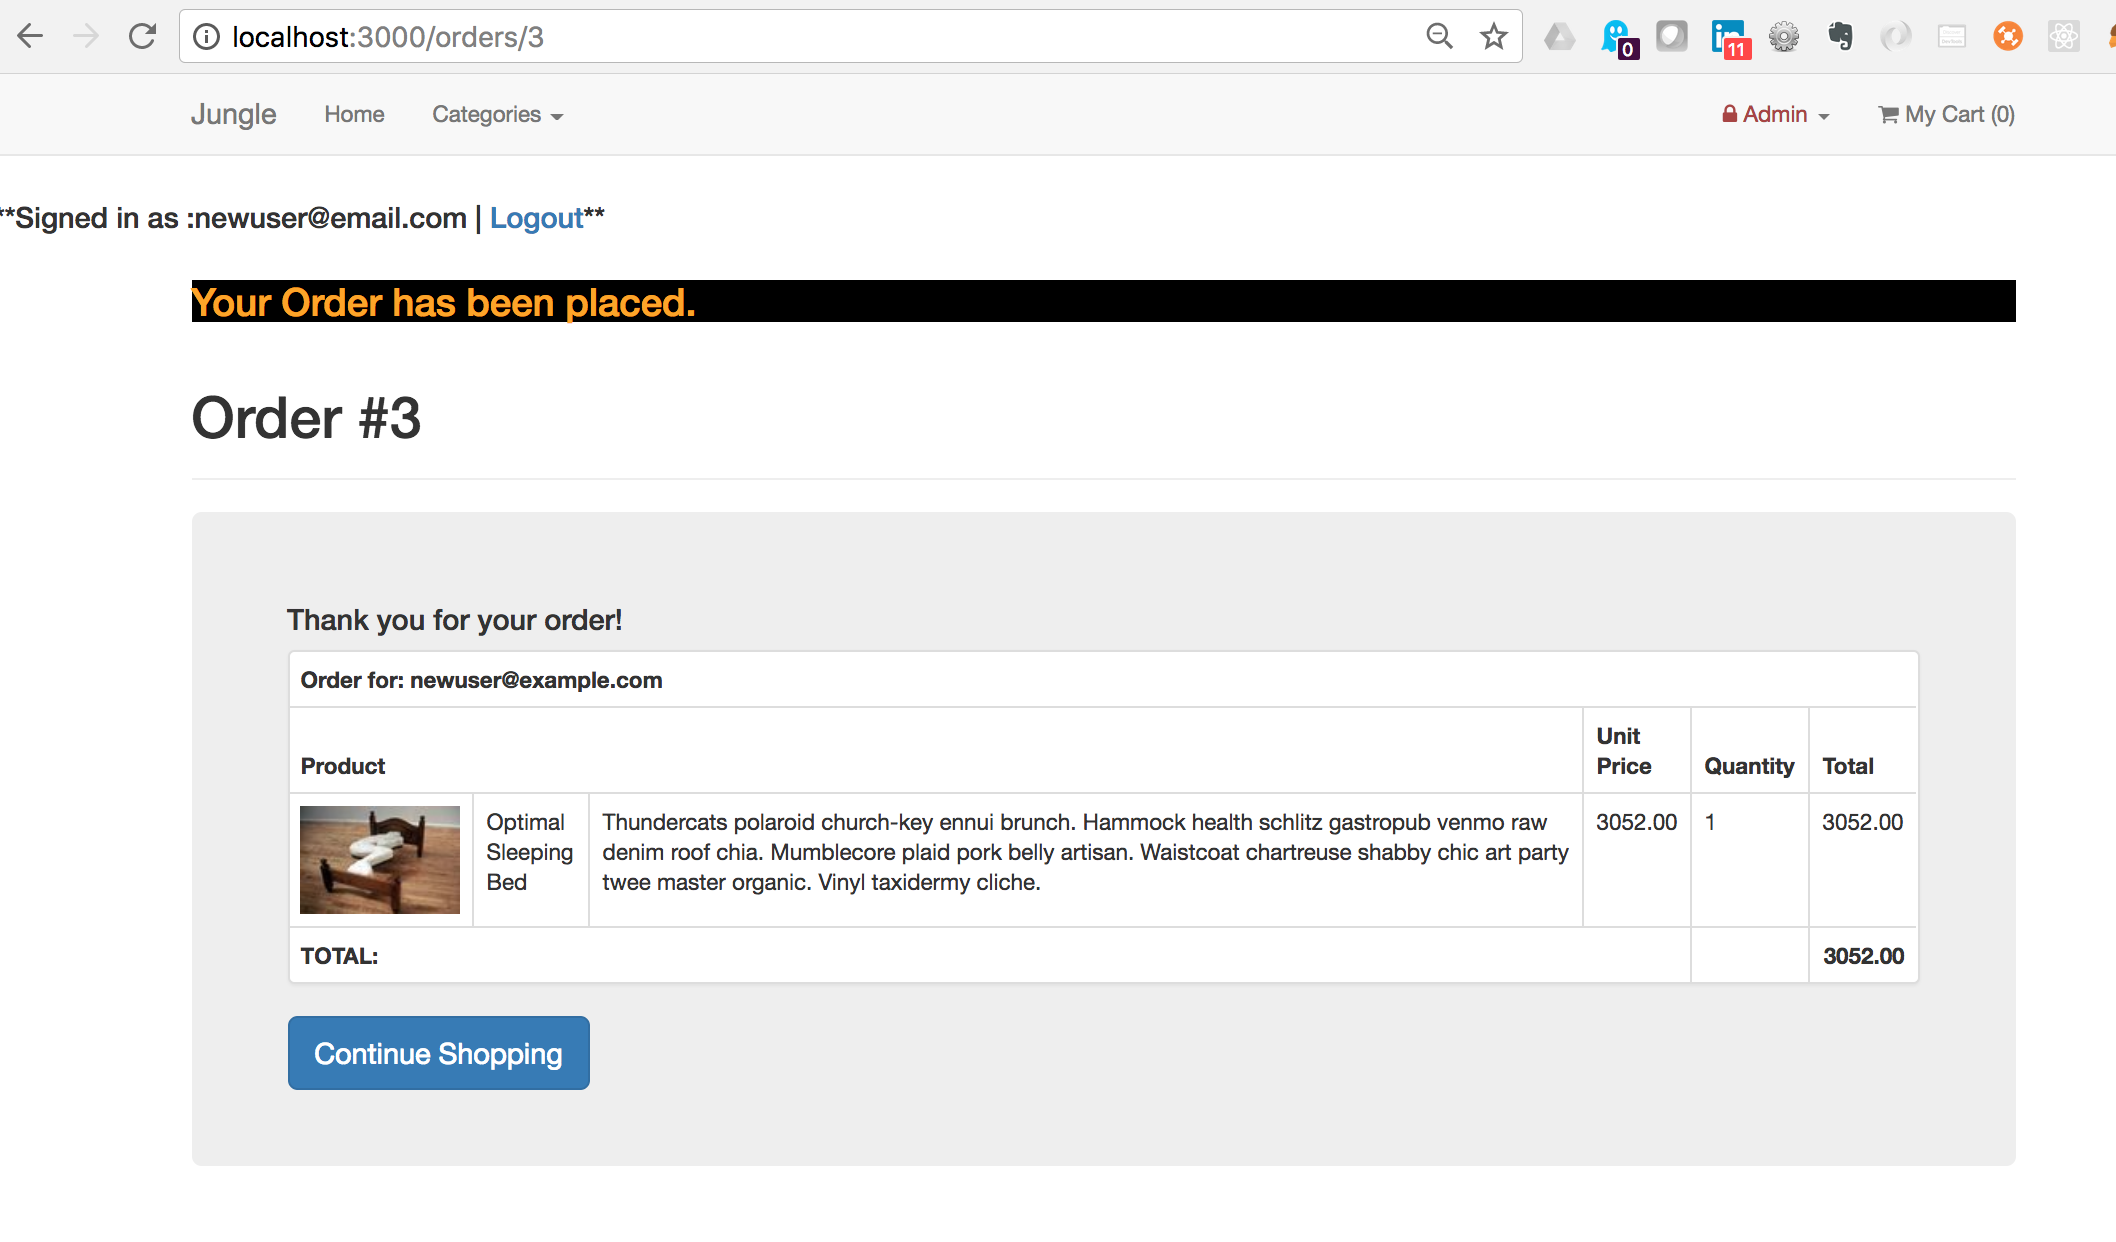 localhost:3000/orders/3
0
11
Jungle Home Categories Admin My Cart (0)
**Signed in as :newuser@email.com | Logout**
Your Order has been placed.
Order #3
Thank you for your order!
Order for: newuser@example.com
Product Unit Price Quantity Total
Optimal Sleeping Bed
Thundercats polaroid church-key ennui brunch. Hammock health schlitz gastropub venmo raw
denim roof chia. Mumblecore plaid pork belly artisan. Waistcoat chartreuse shabby chic art party
twee master organic. Vinyl taxidermy cliche.
3052.00 1 3052.00
TOTAL: 3052.00
Continue Shopping